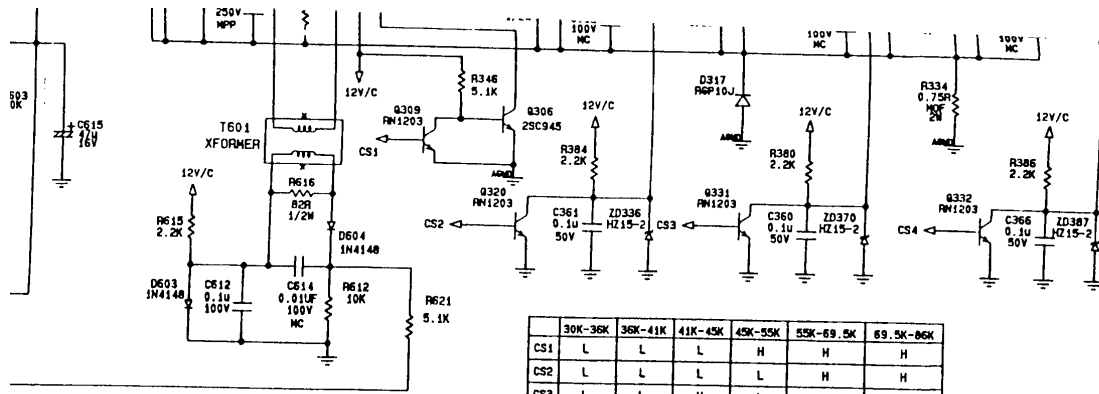 250V
MPP
100V
MC
100V
MC
100V
MC
603
0K
C615
47U
16V
12V/C
R346
5.1K
Q309
RN1203
Q306
2SC945
CS1
AGND
D317
RGP10J
AGND
R334
0.75R
MOF
2W
AGND
T601
XFORMER
12V/C
R616
82R
1/2W
R615
2.2K
D604
1N4148
D603
1N4148
C612
0.1U
100V
C614
0.01UF
100V
MC
R612
10K
R621
5.1K
12V/C
R384
2.2K
Q320
RN1203
CS2
C361
0.1U
50V
ZD336
HZ15-2
12V/C
R380
2.2K
Q331
RN1203
CS3
C360
0.1U
50V
ZD370
HZ15-2
12V/C
R386
2.2K
Q332
RN1203
CS4
C366
0.1U
50V
ZD387
HZ15-2
30K-36K 36K-41K 41K-45K 45K-55K 55K-69.5K 69.5K-86K
CS1 L L L H H H
CS2 L L L L H H
CS3